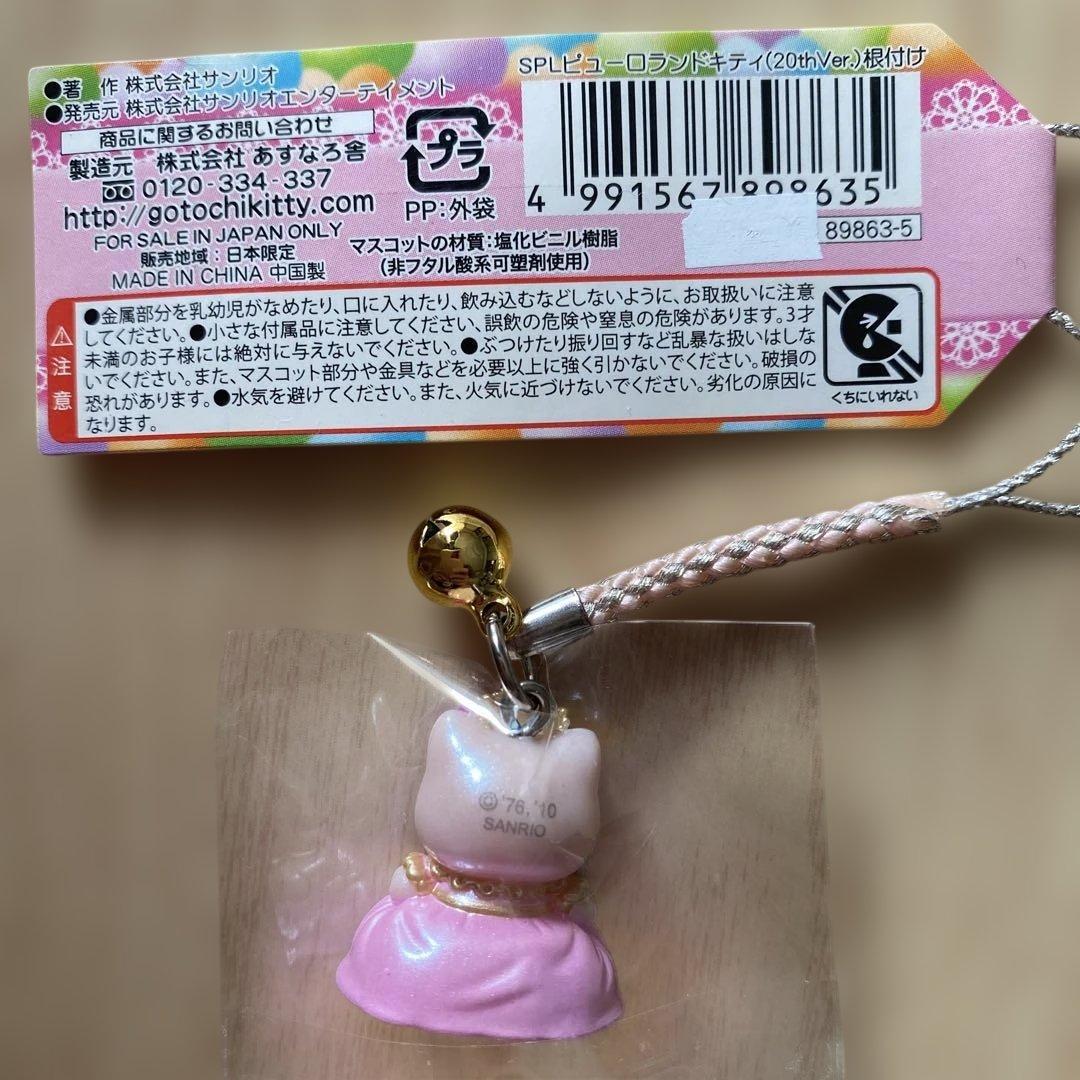 SPLピューロランドキティ(20thVer.)根付け
●著 作 株式会社サンリオ
●発売元 株式会社サンリオエンターテイメント
商品に関するお問い合わせ
製造元 株式会社 あすなろ舎
0120-334-337
http://gotochikitty.com
FOR SALE IN JAPAN ONLY
販売地域：日本限定
MADE IN CHINA 中国製
プラ
PP：外袋
4 991567 898635
89863-5
マスコットの材質：塩化ビニル樹脂
(非フタル酸系可塑剤使用)
注意
●金属部分を乳幼児がなめたり、口に入れたり、飲み込むなどしないように、お取扱いに注意
してください。●小さな付属品に注意してください、誤飲の危険や窒息の危険があります。3才
未満のお子様には絶対に与えないでください。●ぶつけたり振り回すなど乱暴な扱いはしな
いでください。また、マスコット部分や金具などを必要以上に強く引かないでください。破損の
恐れがあります。●水気を避けてください。また、火気に近づけないでください。劣化の原因に
なります。
くちにいれない
© '76, '10
SANRIO